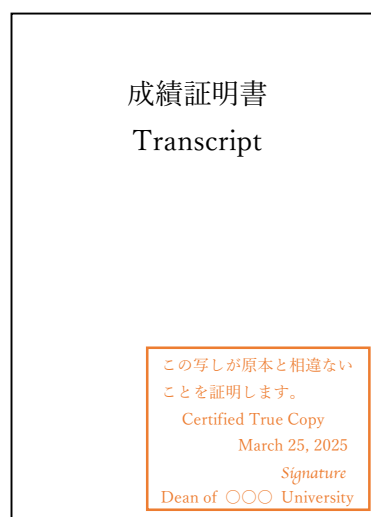 成績証明書
Transcript
この写しが原本と相違ない
ことを証明します。
Certified True Copy
March 25, 2025
Signature
Dean of 〇〇〇 University